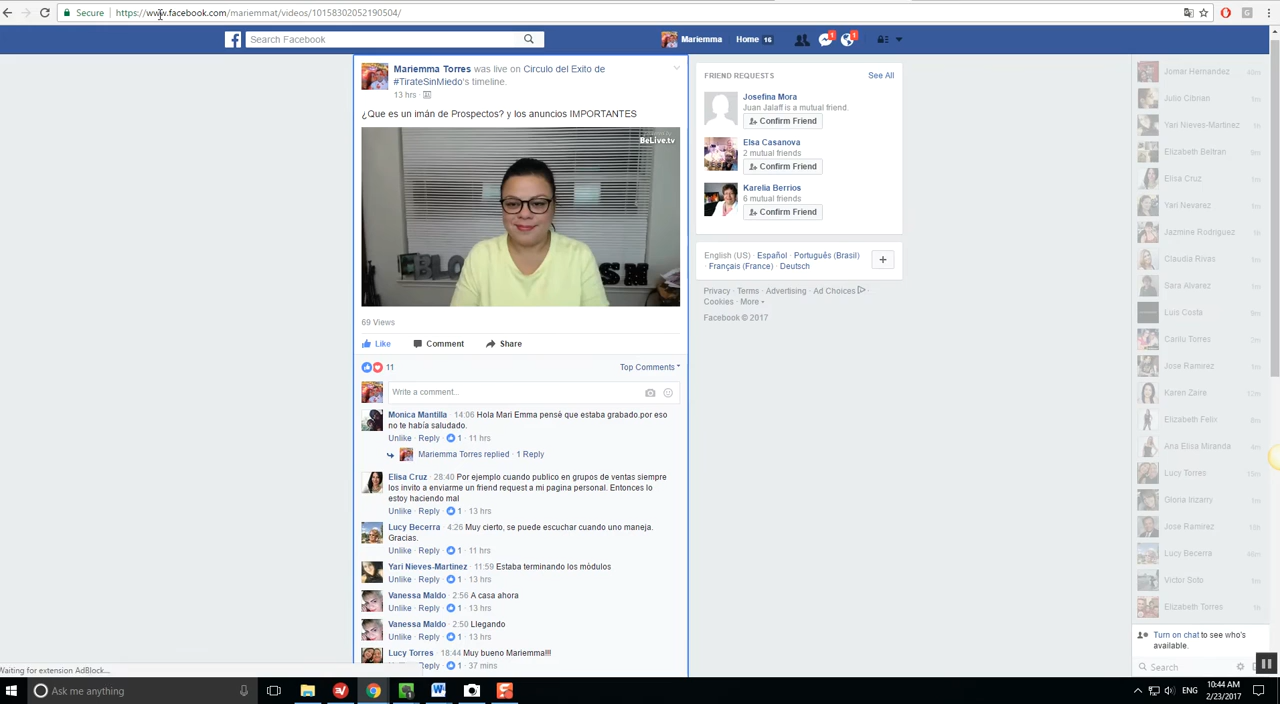 Secure https://www.facebook.com/mariemmat/videos/10158302052190504/
Search Facebook
Mariemma
Home 16
1
1
Mariemma Torres was live on Circulo del Exito de
#TirateSinMiedo's timeline.
13 hrs ·
¿Que es un imán de Prospectos? y los anuncios IMPORTANTES
BeLive.tv
69 Views
Like Comment Share
11
Top Comments
Write a comment...
Monica Mantilla · 14:06 Hola Mari Emma pensé que estaba grabado por eso
no te había saludado.
Unlike · Reply · 1 · 11 hrs
Mariemma Torres replied · 1 Reply
Elisa Cruz · 28:40 Por ejemplo cuando publico en grupos de ventas siempre
los invito a enviarme un friend request a mi pagina personal. Entonces lo
estoy haciendo mal
Unlike · Reply · 1 · 13 hrs
Lucy Becerra · 4:26 Muy cierto, se puede escuchar cuando uno maneja.
Gracias.
Unlike · Reply · 1 · 11 hrs
Yari Nieves-Martinez · 11:59 Estaba terminando los módulos
Unlike · Reply · 1 · 13 hrs
Vanessa Maldo · 2:56 A casa ahora
Unlike · Reply · 1 · 13 hrs
Vanessa Maldo · 2:50 Llegando
Unlike · Reply · 1 · 13 hrs
Lucy Torres · 18:44 Muy bueno Mariemma!!!
Reply · 1 · 37 mins
FRIEND REQUESTS
See All
Josefina Mora
Juan Jalaff is a mutual friend.
Confirm Friend
Elsa Casanova
2 mutual friends
Confirm Friend
Karelia Berrios
6 mutual friends
Confirm Friend
English (US) · Español · Português (Brasil) ·
Français (France) · Deutsch
Privacy · Terms · Advertising · Ad Choices ·
Cookies · More
Facebook © 2017
Jomar Hernandez
Julio Cibrian
Yari Nieves-Martinez
Elizabeth Beltran
Elisa Cruz
Yari Nevarez
Jazmine Rodriguez
Claudia Rivas
Sara Alvarez
Luis Costa
Carilu Torres
Jose Ramirez
Karen Zaire
Elizabeth Felix
Ana Elisa Miranda
Lucy Torres
Gloria Irizarry
Jose Ramirez
Lucy Becerra
Victor Soto
Elizabeth Torres
Turn on chat to see who's
available.
Search
Waiting for extension AdBlock...
Ask me anything
ENG
10:44 AM
2/23/2017